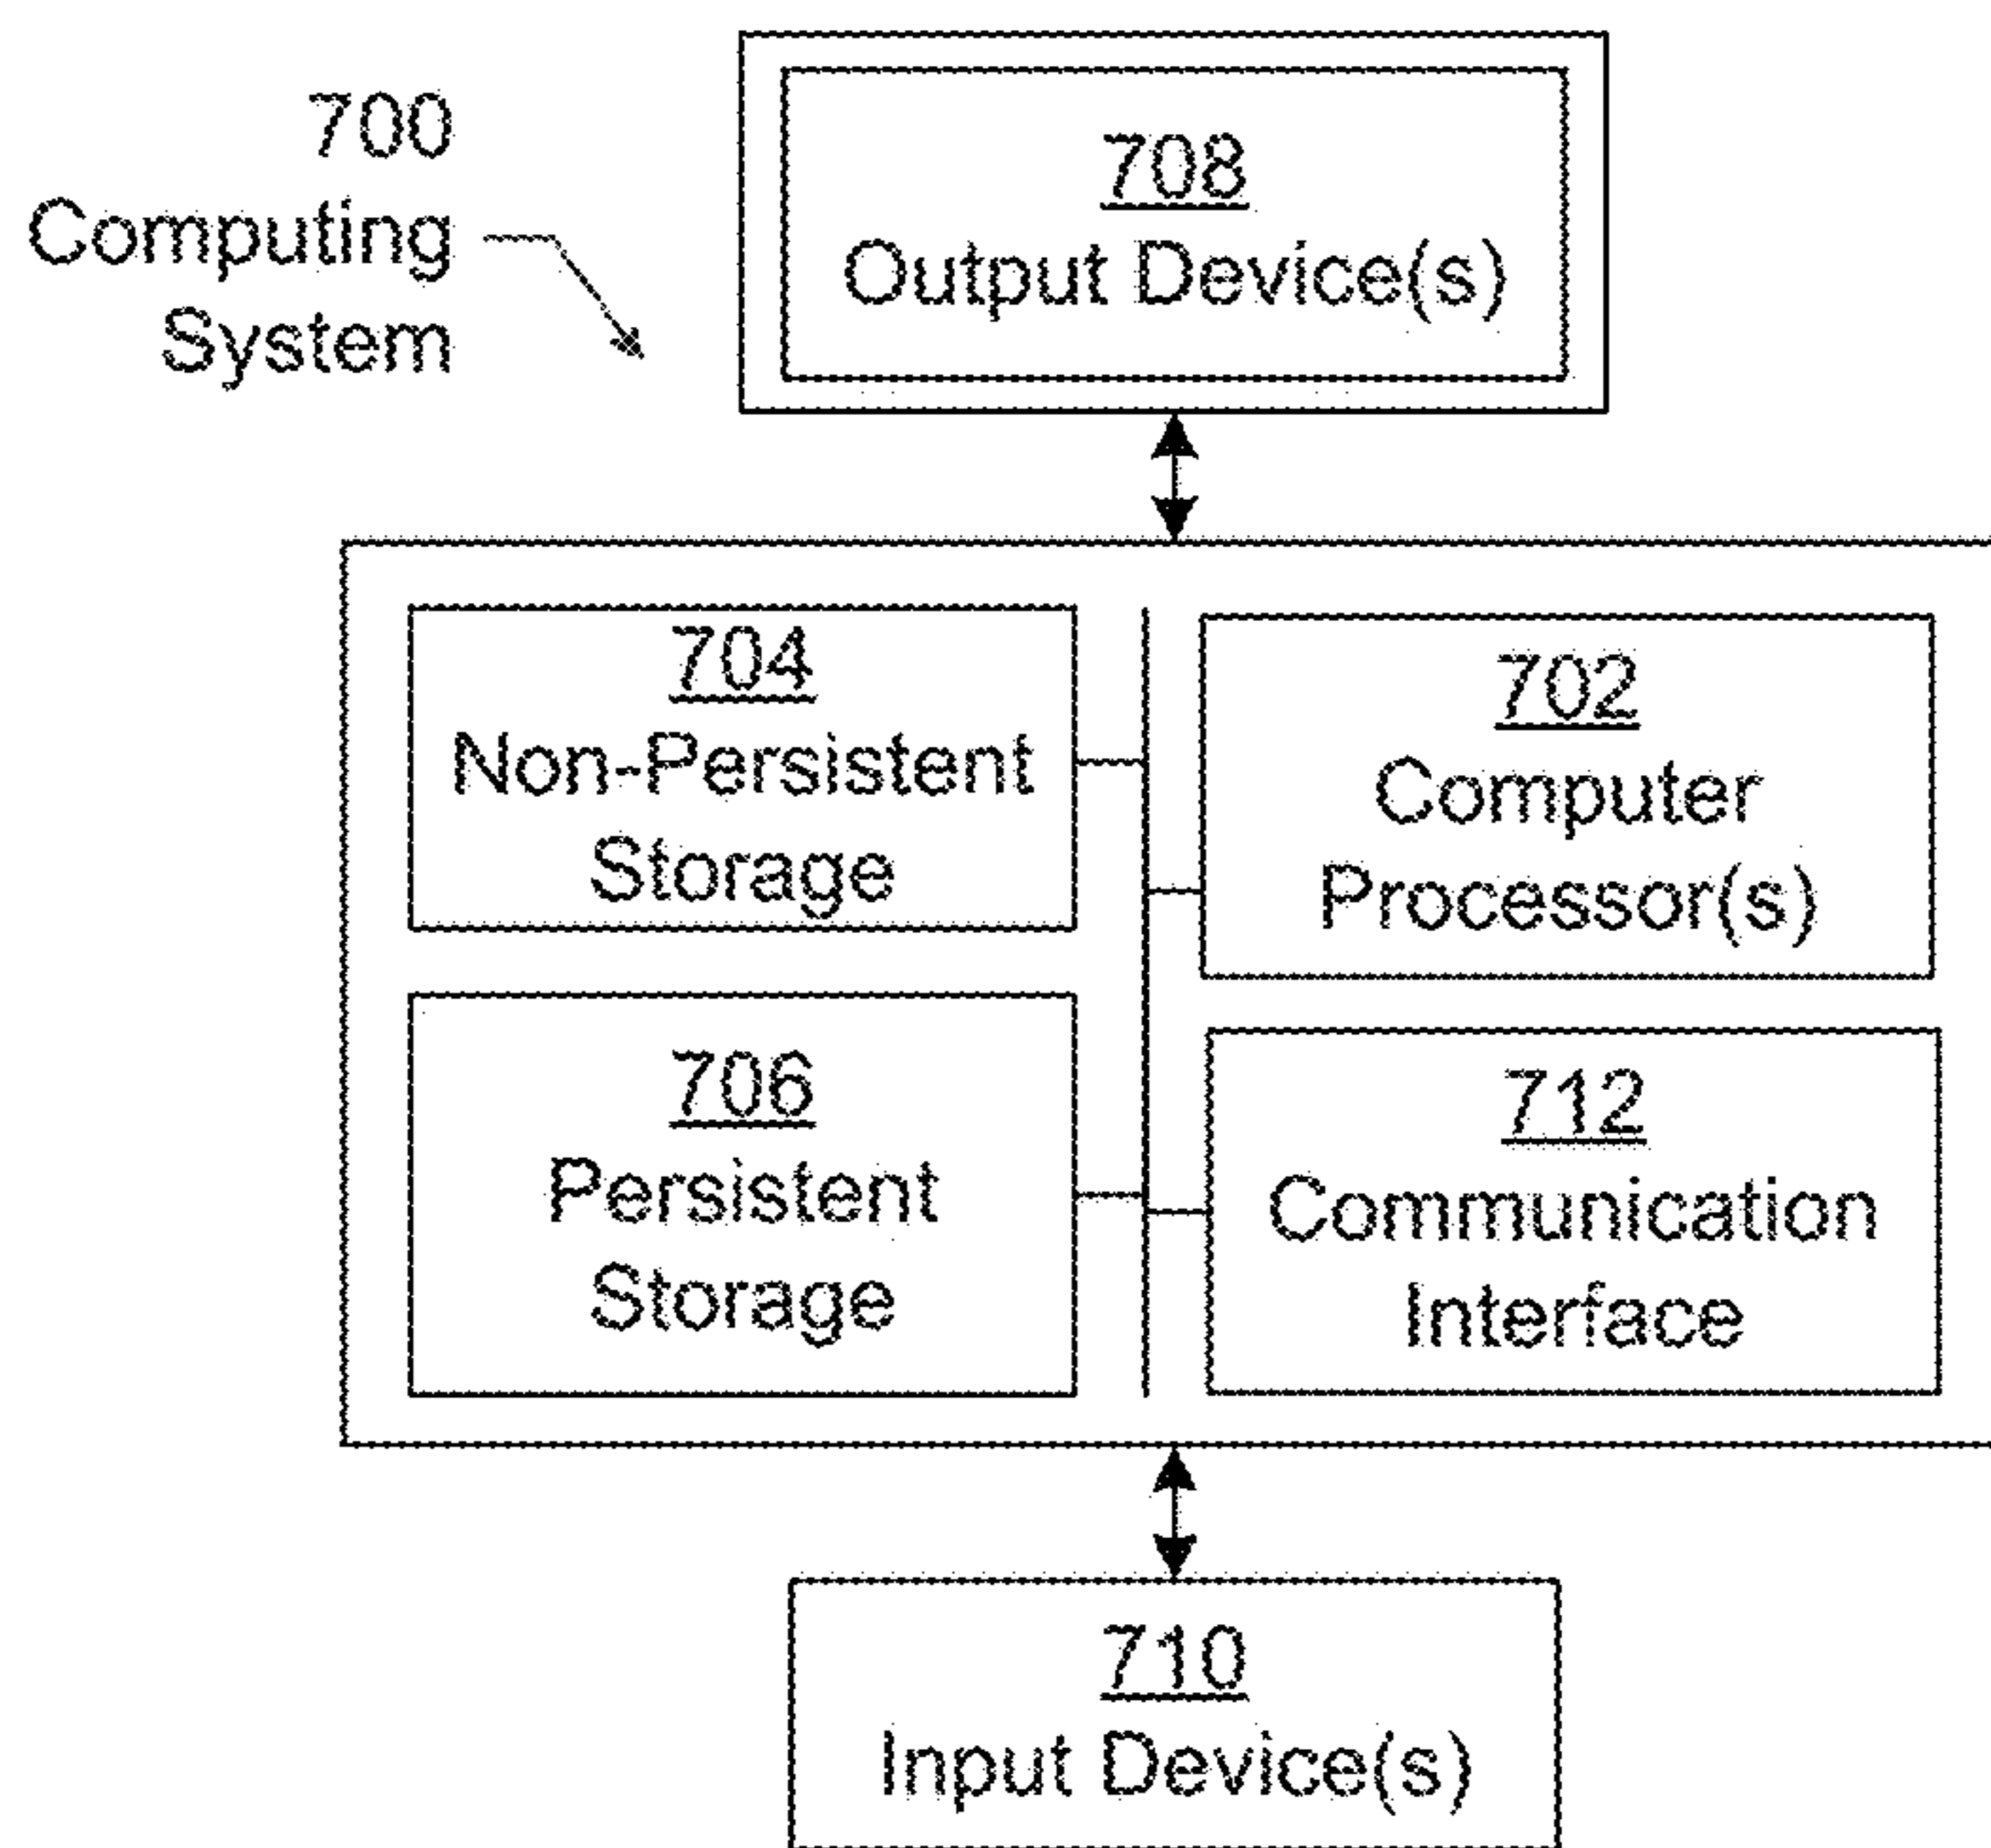 700
Computing
System
708
Output Device(s)
704
Non-Persistent
Storage
702
Computer
Processor(s)
706
Persistent
Storage
712
Communication
Interface
710
Input Device(s)